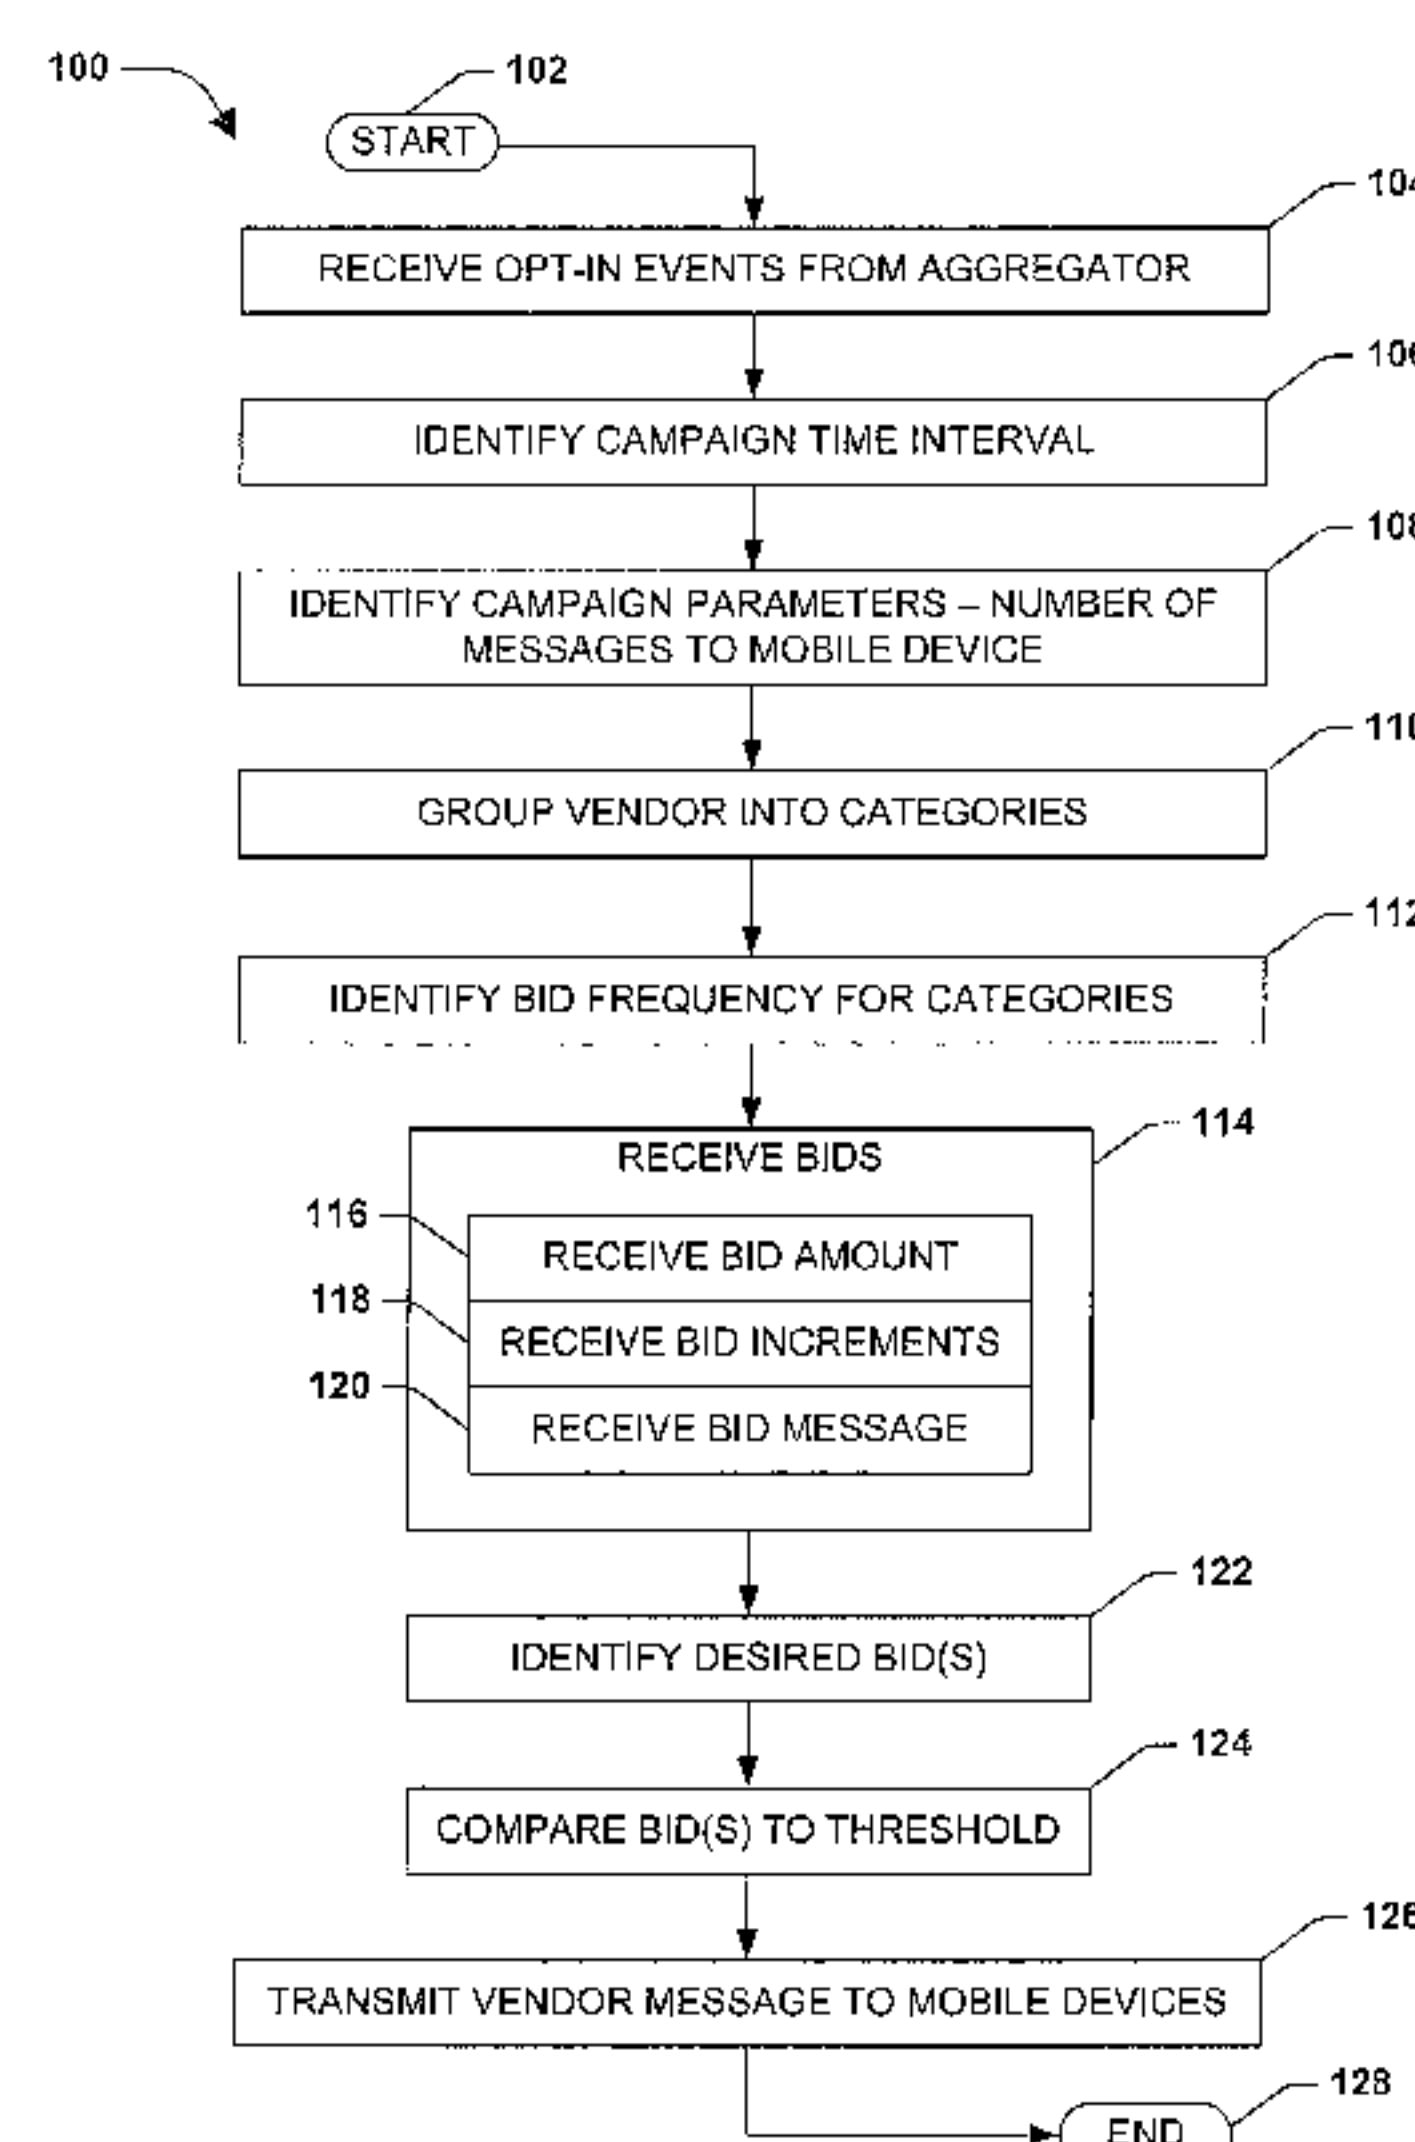 100
102
START
104
RECEIVE OPT-IN EVENTS FROM AGGREGATOR
106
IDENTIFY CAMPAIGN TIME INTERVAL
108
IDENTIFY CAMPAIGN PARAMETERS – NUMBER OF
MESSAGES TO MOBILE DEVICE
110
GROUP VENDOR INTO CATEGORIES
112
IDENTIFY BID FREQUENCY FOR CATEGORIES
114
RECEIVE BIDS
116
RECEIVE BID AMOUNT
118
RECEIVE BID INCREMENTS
120
RECEIVE BID MESSAGE
122
IDENTIFY DESIRED BID(S)
124
COMPARE BID(S) TO THRESHOLD
126
TRANSMIT VENDOR MESSAGE TO MOBILE DEVICES
128
END